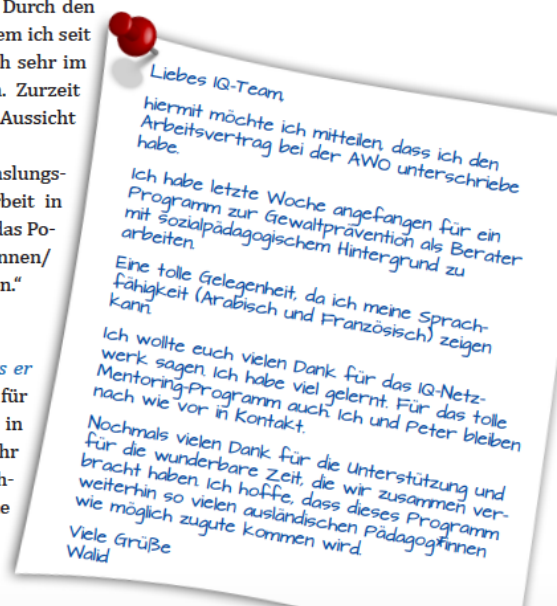 Durch den
em ich seit
h sehr im
. Zurzeit
Aussicht
nslungs-
rbeit in
das Po-
nnen/
n.“
s er
für
in
hr
h-
e
Liebes IQ-Team,
hiermit möchte ich mitteilen, dass ich den
Arbeitsvertrag bei der AWO unterschriebe
habe.
Ich habe letzte Woche angefangen für ein
Programm zur Gewaltprävention als Berater
mit sozialpädagogischem Hintergrund zu
arbeiten.
Eine tolle Gelegenheit, da ich meine Sprach-
fähigkeit (Arabisch und Französisch) zeigen
kann.
Ich wollte euch vielen Dank für das IQ-Netz-
werk sagen. Ich habe viel gelernt. Für das tolle
Mentoring-Programm auch. Ich und Peter bleiben
nach wie vor in Kontakt.
Nochmals vielen Dank für die Unterstützung und
für die wunderbare Zeit, die wir zusammen ver-
bracht haben. Ich hoffe, dass dieses Programm
weiterhin so vielen ausländischen Pädagog*innen
wie möglich zugute kommen wird.
Viele Grüße
Walid